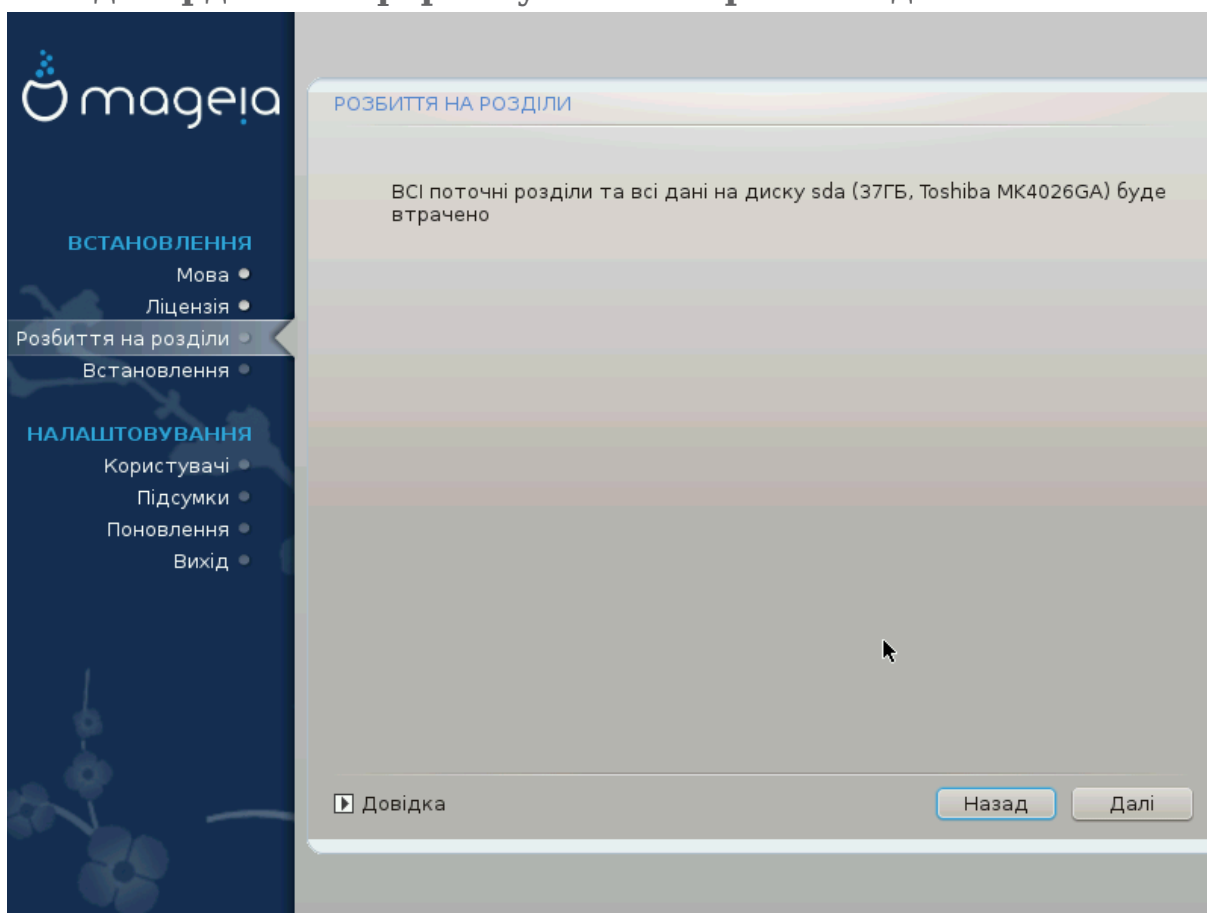 mageia
РОЗБИТТЯ НА РОЗДІЛИ
ВСІ поточні розділи та всі дані на диску sda (37ГБ, Toshiba MK4026GA) буде
втрачено
ВСТАНОВЛЕННЯ
Мова
Ліцензія
Розбиття на розділи
Встановлення
НАЛАШТОВУВАННЯ
Користувачі
Підсумки
Поновлення
Вихід
Довідка
Назад
Далі